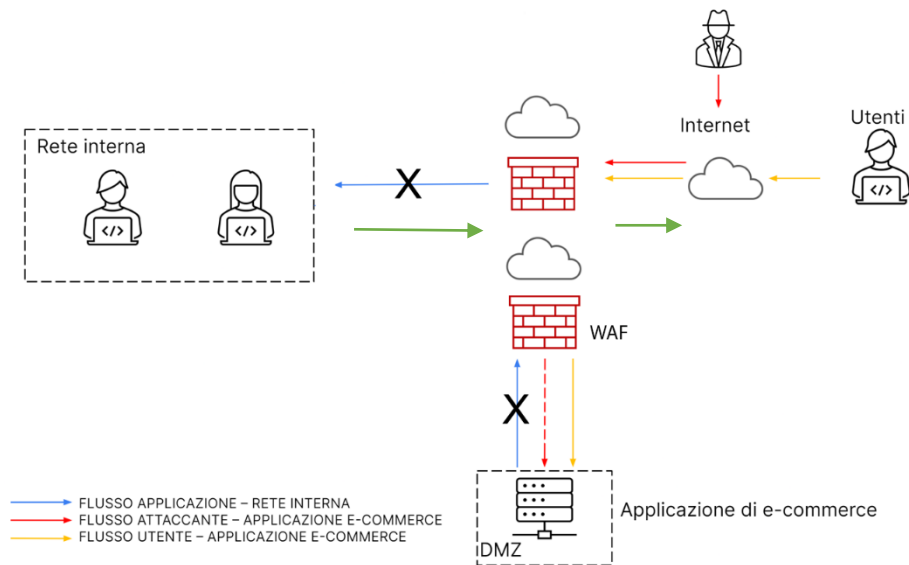 Internet
Utenti
Rete interna
X
WAF
X
Applicazione di e-commerce
DMZ
FLUSSO APPLICAZIONE – RETE INTERNA
FLUSSO ATTACCANTE – APPLICAZIONE E-COMMERCE
FLUSSO UTENTE – APPLICAZIONE E-COMMERCE